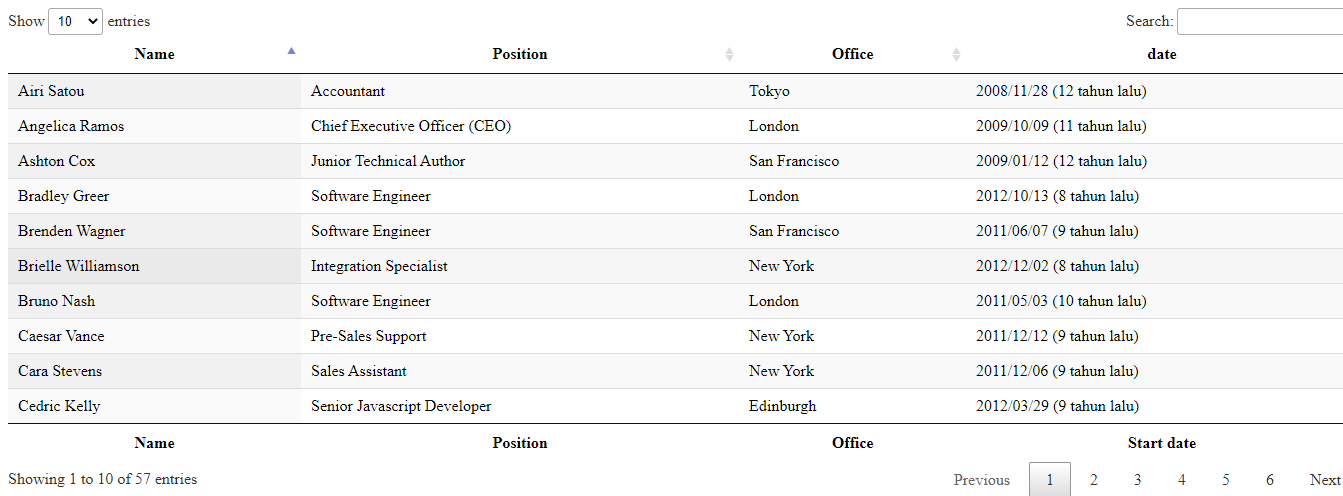 Show 10 entries Search:
Name Position Office date
Airi Satou Accountant Tokyo 2008/11/28 (12 tahun lalu)
Angelica Ramos Chief Executive Officer (CEO) London 2009/10/09 (11 tahun lalu)
Ashton Cox Junior Technical Author San Francisco 2009/01/12 (12 tahun lalu)
Bradley Greer Software Engineer London 2012/10/13 (8 tahun lalu)
Brenden Wagner Software Engineer San Francisco 2011/06/07 (9 tahun lalu)
Brielle Williamson Integration Specialist New York 2012/12/02 (8 tahun lalu)
Bruno Nash Software Engineer London 2011/05/03 (10 tahun lalu)
Caesar Vance Pre-Sales Support New York 2011/12/12 (9 tahun lalu)
Cara Stevens Sales Assistant New York 2011/12/06 (9 tahun lalu)
Cedric Kelly Senior Javascript Developer Edinburgh 2012/03/29 (9 tahun lalu)
Name Position Office Start date
Showing 1 to 10 of 57 entries Previous 1 2 3 4 5 6 Next